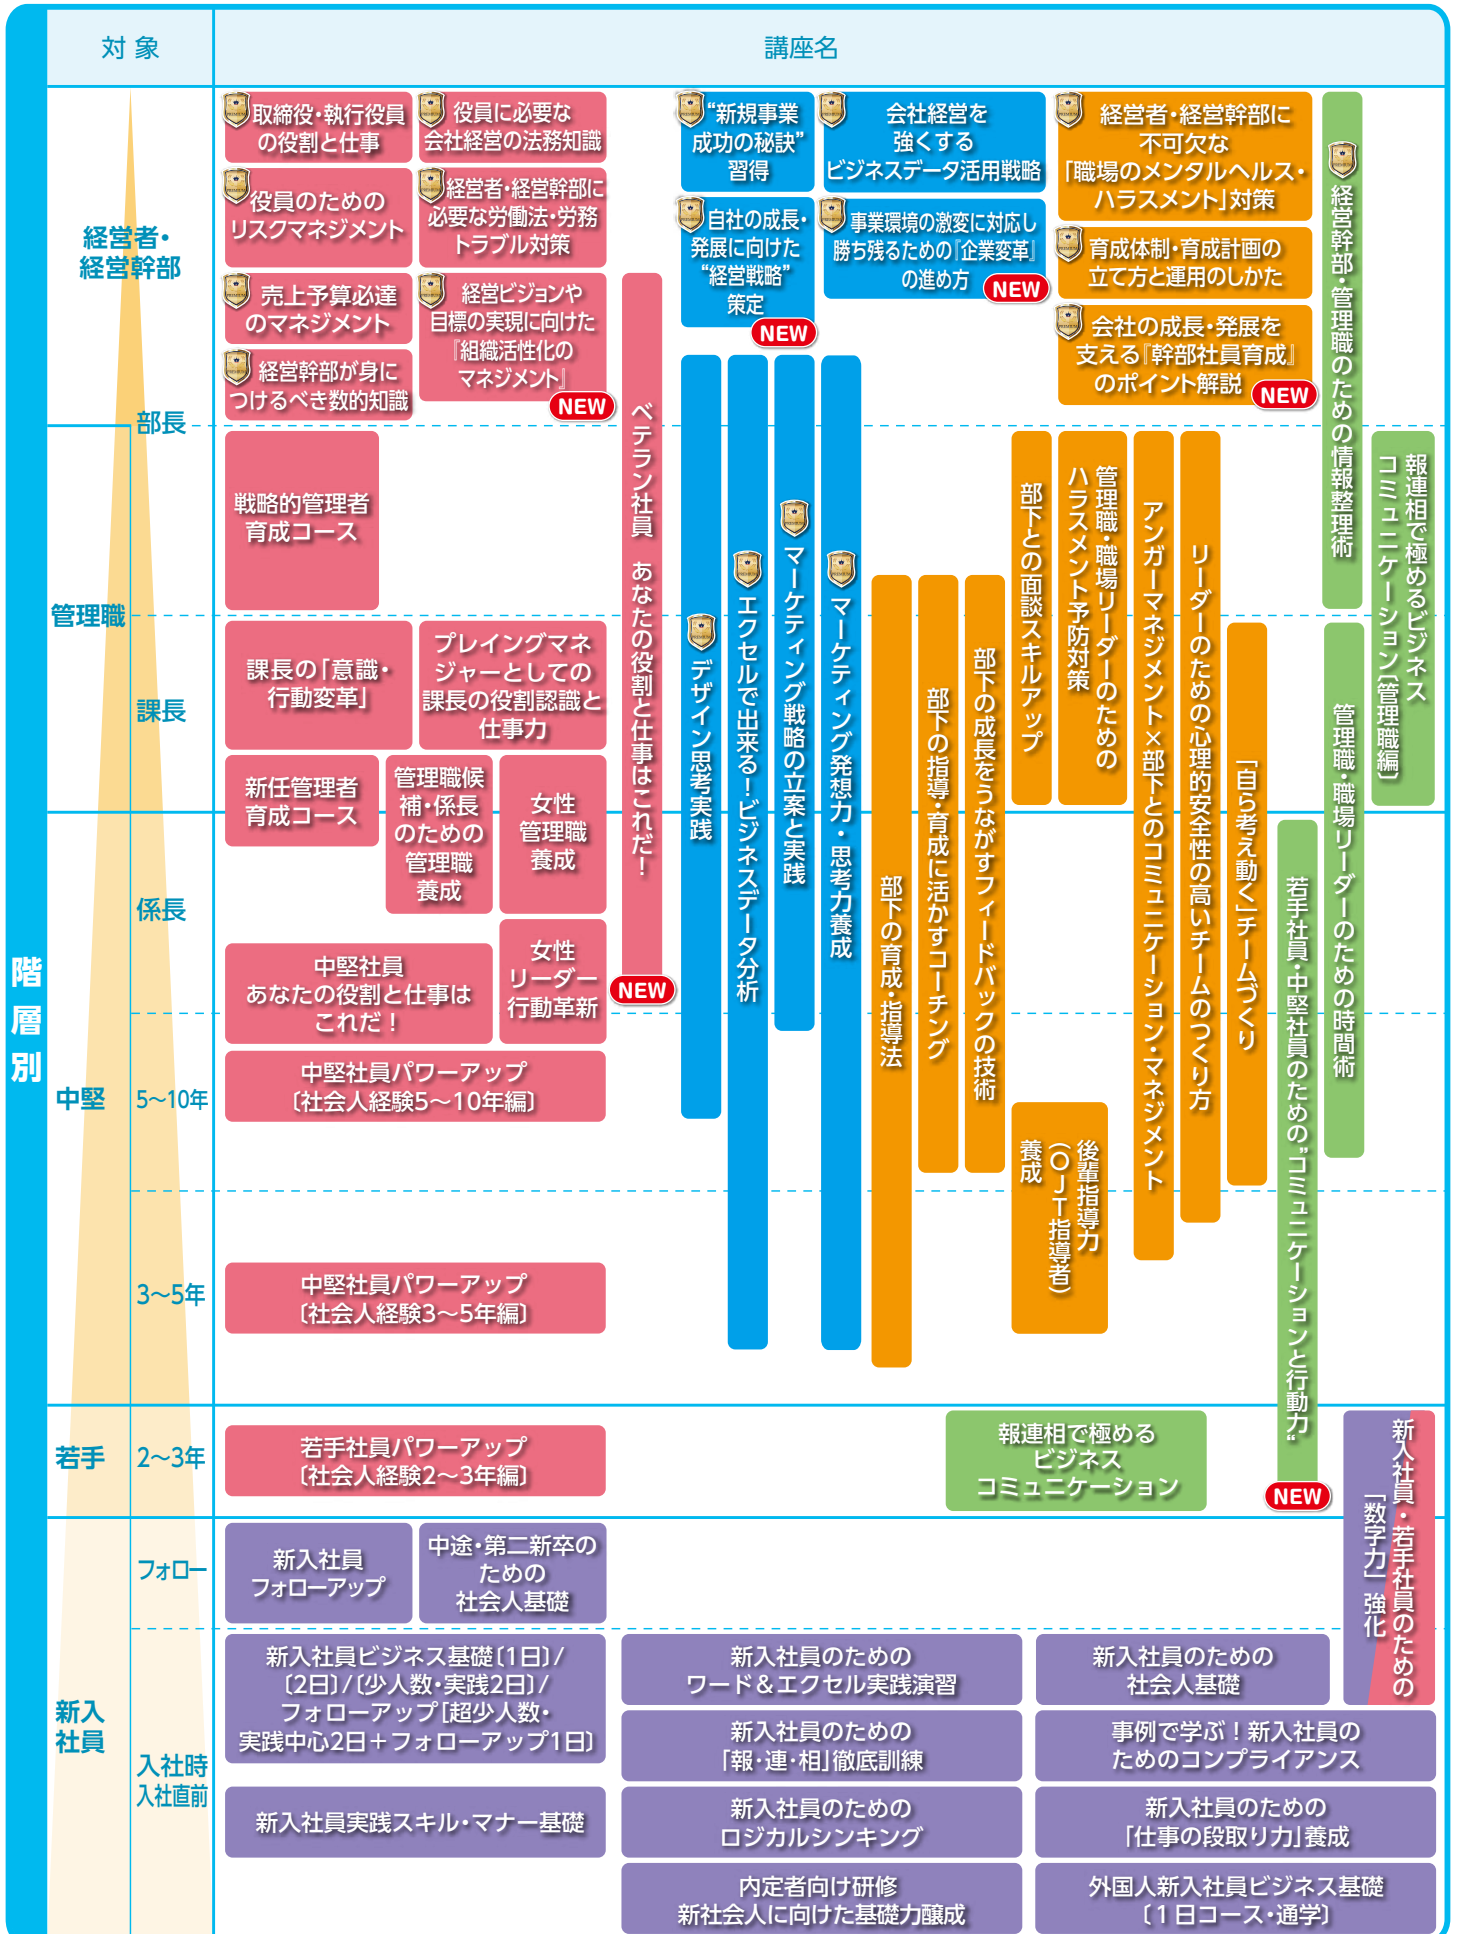 対 象
講座名
階層別
経営者・
経営幹部
部長
管理職
課長
係長
中堅
5〜10年
3〜5年
若手
2〜3年
フォロー
新入
社員
入社時
入社直前
PREMIUM
取締役・執行役員
の役割と仕事
PREMIUM
役員に必要な
会社経営の法務知識
PREMIUM
役員のための
リスクマネジメント
PREMIUM
経営者・経営幹部に
必要な労働法・労務
トラブル対策
PREMIUM
売上予算必達
のマネジメント
PREMIUM
経営ビジョンや
目標の実現に向けた
『組織活性化の
マネジメント』
NEW
PREMIUM
経営幹部が身に
つけるべき数的知識
PREMIUM
“新規事業
成功の秘訣”
習得
PREMIUM
会社経営を
強くする
ビジネスデータ活用戦略
PREMIUM
自社の成長・
発展に向けた
“経営戦略”
策定
NEW
PREMIUM
事業環境の激変に対応し
勝ち残るための『企業変革』
の進め方
NEW
PREMIUM
経営者・経営幹部に
不可欠な
「職場のメンタルヘルス・
ハラスメント」対策
PREMIUM
育成体制・育成計画の
立て方と運用のしかた
PREMIUM
会社の成長・発展を
支える『幹部社員育成』
のポイント解説
NEW
PREMIUM
経営幹部・管理職のための情報整理術
戦略的管理者
育成コース
課長の「意識・
行動変革」
プレイングマネ
ジャーとしての
課長の役割認識と
仕事力
新任管理者
育成コース
管理職候
補・係長
のための
管理職
養成
女性
管理職
養成
中堅社員
あなたの役割と仕事は
これだ！
女性
リーダー
行動革新
中堅社員パワーアップ
〔社会人経験5〜10年編〕
中堅社員パワーアップ
〔社会人経験3〜5年編〕
若手社員パワーアップ
〔社会人経験2〜3年編〕
ベテラン社員　あなたの役割と仕事はこれだ！
NEW
PREMIUM
デザイン思考実践
PREMIUM
エクセルで出来る！ビジネスデータ分析
PREMIUM
マーケティング戦略の立案と実践
PREMIUM
マーケティング発想力・思考力養成
部下の育成・指導法
部下の指導・育成に活かすコーチング
部下の成長をうながすフィードバックの技術
部下との面談スキルアップ
管理職・職場リーダーのための
ハラスメント予防対策
後輩指導力
（ＯＪＴ指導者）
養成
アンガーマネジメント×部下とのコミュニケーション・マネジメント
リーダーのための心理的安全性の高いチームのつくり方
「自ら考え動く」チームづくり
若手社員・中堅社員のための“コミュニケーションと行動力”
NEW
管理職・職場リーダーのための時間術
報連相で極めるビジネス
コミュニケーション〔管理職編〕
報連相で極める
ビジネス
コミュニケーション
新入社員・若手社員のための
「数字力」強化
新入社員
フォローアップ
中途・第二新卒の
ための
社会人基礎
新入社員ビジネス基礎〔1日〕/
〔2日〕/〔少人数・実践2日〕/
フォローアップ［超少人数・
実践中心2日＋フォローアップ1日〕
新入社員実践スキル・マナー基礎
新入社員のための
ワード＆エクセル実践演習
新入社員のための
社会人基礎
新入社員のための
「報・連・相」徹底訓練
事例で学ぶ！新入社員の
ためのコンプライアンス
新入社員のための
ロジカルシンキング
新入社員のための
「仕事の段取り力」養成
内定者向け研修
新社会人に向けた基礎力醸成
外国人新入社員ビジネス基礎
〔１日コース・通学〕